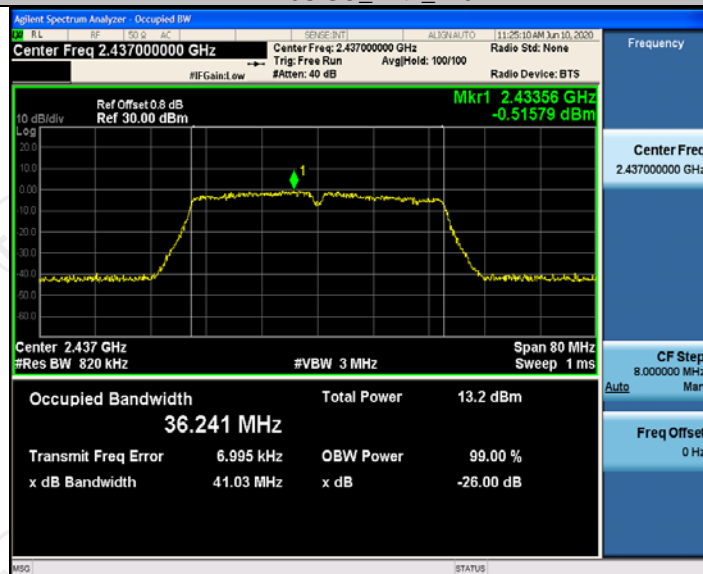 Agilent Spectrum Analyzer - Occupied BW
RL RF 50 Ω AC SENSE:INT ALIGN AUTO 11:25:10 AM Jun 10, 2020
Center Freq 2.437000000 GHz Center Freq: 2.437000000 GHz Radio Std: None
Trig: Free Run Avg|Hold: 100/100
#IFGain:Low #Atten: 40 dB Radio Device: BTS
Frequency
Ref Offset 0.8 dB Mkr1 2.43356 GHz
10 dB/div Ref 30.00 dBm -0.51579 dBm
Log
20.0
10.0
0.00
-10.0
-20.0
-30.0
-40.0
-50.0
-60.0
1
Center 2.437 GHz Span 80 MHz
#Res BW 820 kHz #VBW 3 MHz Sweep 1 ms
Occupied Bandwidth Total Power 13.2 dBm
36.241 MHz
Transmit Freq Error 6.995 kHz OBW Power 99.00 %
x dB Bandwidth 41.03 MHz x dB -26.00 dB
Center Freq
2.437000000 GHz
CF Step
8.000000 MHz
Auto Man
Freq Offset
0 Hz
MSG STATUS